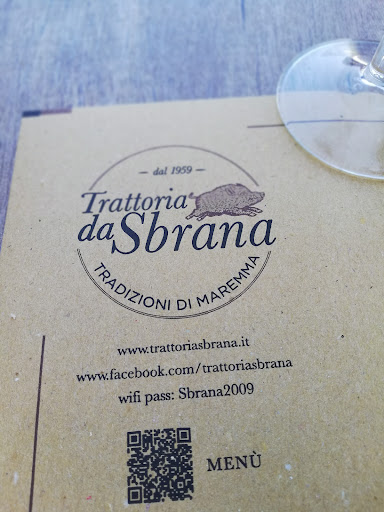 — dal 1959 —
Trattoria
da Sbrana
TRADIZIONI DI MAREMMA
www.trattoriasbrana.it
www.facebook.com/trattoriasbrana
wifi pass: Sbrana2009
MENÙ